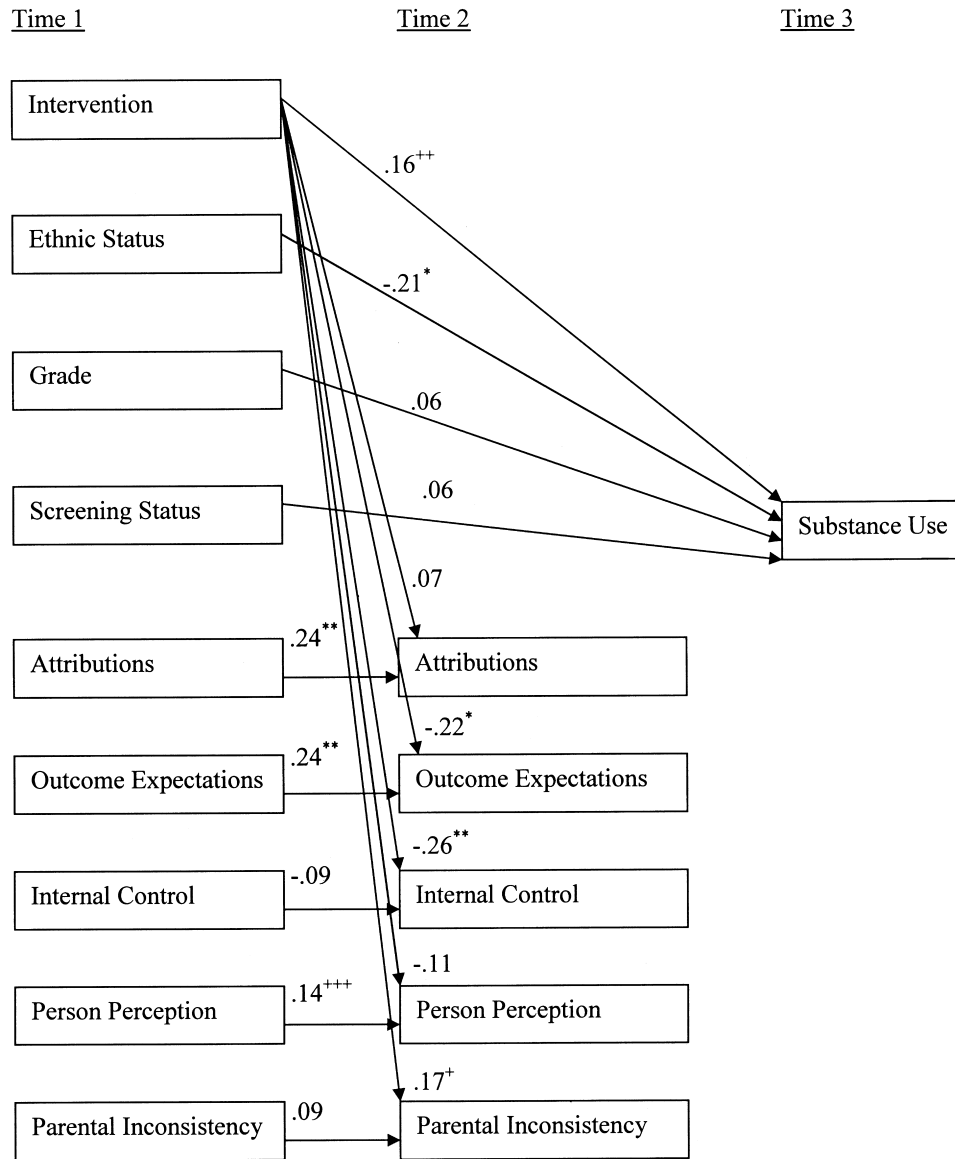 Time 1 Time 2 Time 3
Intervention
.16++
Ethnic Status
-.21*
Grade
.06
.06
Screening Status
Substance Use
.07
.24**
Attributions Attributions
-.22*
.24**
Outcome Expectations Outcome Expectations
-.26**
-.09
Internal Control Internal Control
-.11
.14+++
Person Perception Person Perception
.17+
.09
Parental Inconsistency Parental Inconsistency